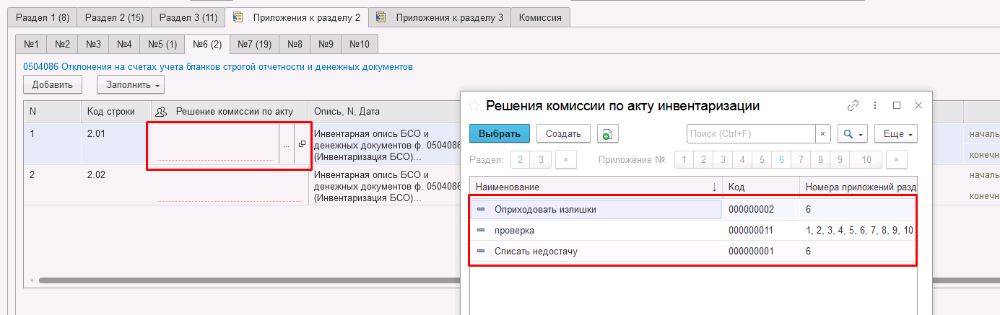 Раздел 1 (8) Раздел 2 (15) Раздел 3 (11) Приложения к разделу 2 Приложения к разделу 3 Комиссия
№1 №2 №3 №4 №5 (1) №6 (2) №7 (19) №8 №9 №10
0504086 Отклонения на счетах учета бланков строгой отчетности и денежных документов
Добавить Заполнить
N Код строки Решение комиссии по акту Опись, N, Дата
1 2.01 ... Инвентарная опись БСО и
денежных документов ф. 0504086
(Инвентаризация БСО)...
началь
конечн
2 2.02 Инвентарная опись БСО и
денежных документов ф. 0504086
(Инвентаризация БСО)...
началь
конечн
Решения комиссии по акту инвентаризации
Выбрать Создать Поиск (Ctrl+F) × Еще
Раздел: 2 3 × Приложение №: 1 2 3 4 5 6 7 8 9 10 ×
Наименование ↓ Код Номера приложений разд
Оприходовать излишки 000000002 6
проверка 000000011 1, 2, 3, 4, 5, 6, 7, 8, 9, 10
Списать недостачу 000000001 6